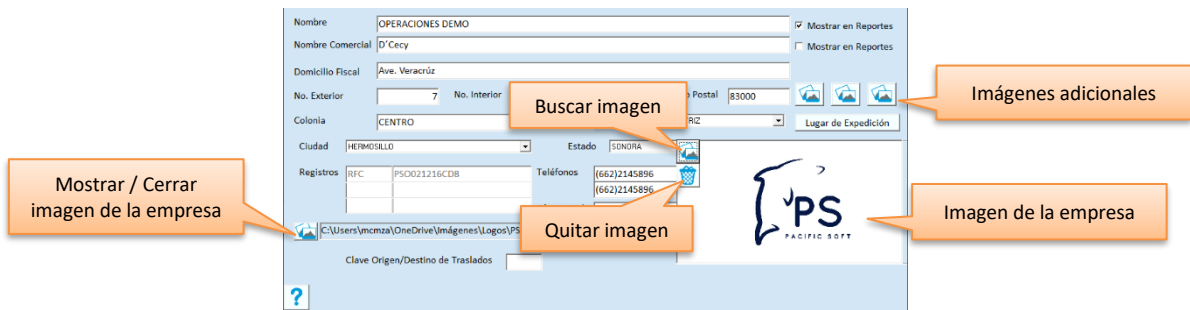 Nombre OPERACIONES DEMO Mostrar en Reportes
Nombre Comercial D'Cecy Mostrar en Reportes
Domicilio Fiscal Ave. Veracrúz
No. Exterior 7 No. Interior Postal 83000
Colonia CENTRO RIZ Lugar de Expedición
Ciudad HERMOSILLO Estado SONORA
Registros RFC PSO021216CDB Teléfonos (662)2145896
(662)2145896
C:\Users\mcmza\OneDrive\Imágenes\Logos\PS
Clave Origen/Destino de Traslados
?
Buscar imagen
Imágenes adicionales
Mostrar / Cerrar
imagen de la empresa
Quitar imagen
Imagen de la empresa
PS
PACIFIC SOFT